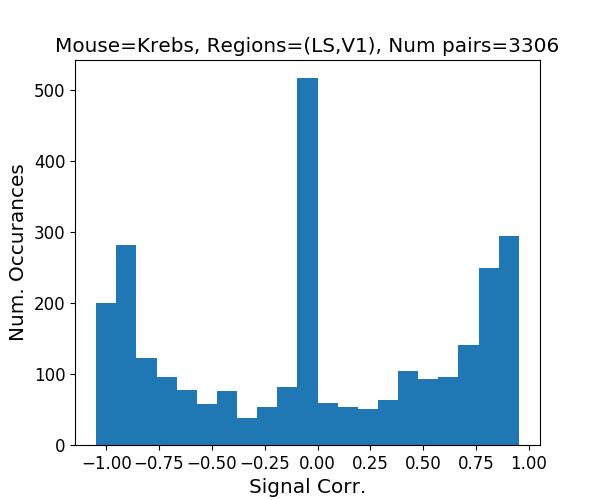 Mouse=Krebs, Regions=(LS,V1), Num pairs=3306
Num. Occurances
500
400
300
200
100
0
−1.00 −0.75 −0.50 −0.25 0.00 0.25 0.50 0.75 1.00
Signal Corr.